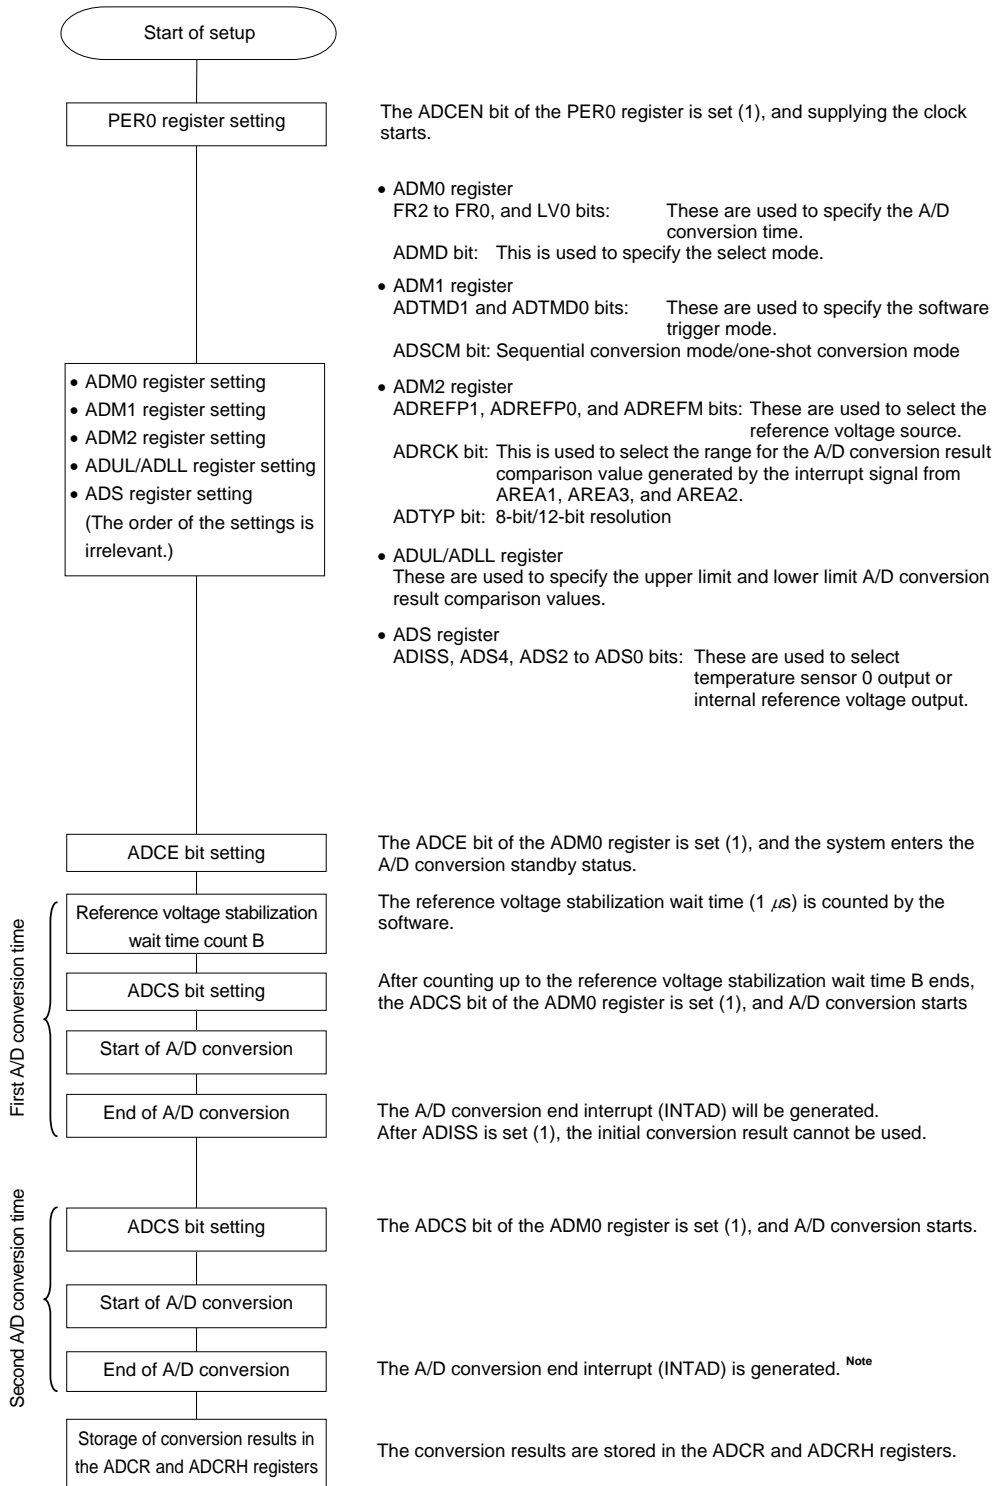 Start of setup
PER0 register setting
The ADCEN bit of the PER0 register is set (1), and supplying the clock
starts.
• ADM0 register setting
• ADM1 register setting
• ADM2 register setting
• ADUL/ADLL register setting
• ADS register setting
(The order of the settings is
irrelevant.)
• ADM0 register
FR2 to FR0, and LV0 bits: These are used to specify the A/D
conversion time.
ADMD bit: This is used to specify the select mode.
• ADM1 register
ADTMD1 and ADTMD0 bits: These are used to specify the software
trigger mode.
ADSCM bit: Sequential conversion mode/one-shot conversion mode
• ADM2 register
ADREFP1, ADREFP0, and ADREFM bits: These are used to select the
reference voltage source.
ADRCK bit: This is used to select the range for the A/D conversion result
comparison value generated by the interrupt signal from
AREA1, AREA3, and AREA2.
ADTYP bit: 8-bit/12-bit resolution
• ADUL/ADLL register
These are used to specify the upper limit and lower limit A/D conversion
result comparison values.
• ADS register
ADISS, ADS4, ADS2 to ADS0 bits: These are used to select
temperature sensor 0 output or
internal reference voltage output.
ADCE bit setting
The ADCE bit of the ADM0 register is set (1), and the system enters the
A/D conversion standby status.
First A/D conversion time
Reference voltage stabilization
wait time count B
The reference voltage stabilization wait time (1 μs) is counted by the
software.
ADCS bit setting
After counting up to the reference voltage stabilization wait time B ends,
the ADCS bit of the ADM0 register is set (1), and A/D conversion starts
Start of A/D conversion
End of A/D conversion
The A/D conversion end interrupt (INTAD) will be generated.
After ADISS is set (1), the initial conversion result cannot be used.
Second A/D conversion time
ADCS bit setting
The ADCS bit of the ADM0 register is set (1), and A/D conversion starts.
Start of A/D conversion
End of A/D conversion
The A/D conversion end interrupt (INTAD) is generated. Note
Storage of conversion results in
the ADCR and ADCRH registers
The conversion results are stored in the ADCR and ADCRH registers.